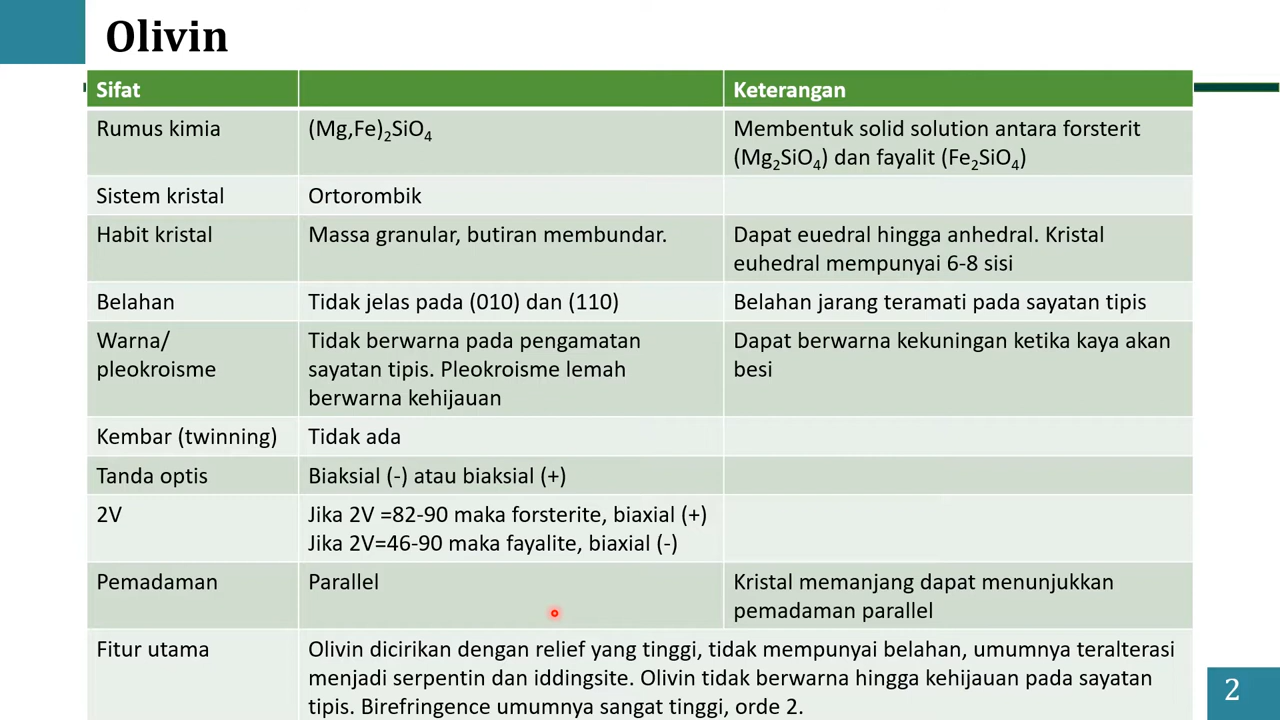 Olivin
Sifat Keterangan
Rumus kimia (Mg,Fe)₂SiO₄ Membentuk solid solution antara forsterit
(Mg₂SiO₄) dan fayalit (Fe₂SiO₄)
Sistem kristal Ortorombik
Habit kristal Massa granular, butiran membundar. Dapat euedral hingga anhedral. Kristal
euhedral mempunyai 6-8 sisi
Belahan Tidak jelas pada (010) dan (110) Belahan jarang teramati pada sayatan tipis
Warna/ Tidak berwarna pada pengamatan Dapat berwarna kekuningan ketika kaya akan
pleokroisme sayatan tipis. Pleokroisme lemah besi
berwarna kehijauan
Kembar (twinning) Tidak ada
Tanda optis Biaksial (-) atau biaksial (+)
2V Jika 2V =82-90 maka forsterite, biaxial (+)
Jika 2V=46-90 maka fayalite, biaxial (-)
Pemadaman Parallel Kristal memanjang dapat menunjukkan
pemadaman parallel
Fitur utama Olivin dicirikan dengan relief yang tinggi, tidak mempunyai belahan, umumnya teralterasi
menjadi serpentin dan iddingsite. Olivin tidak berwarna hingga kehijauan pada sayatan
tipis. Birefringence umumnya sangat tinggi, orde 2.
2